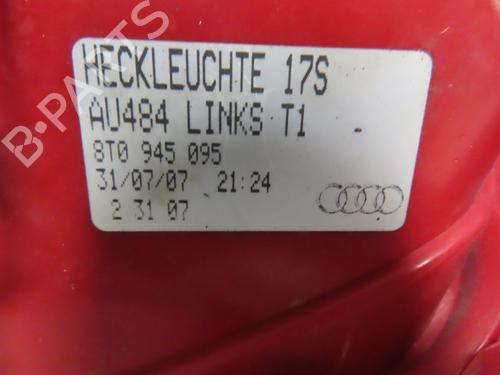 HECKLEUCHTE 17S
AU484 LINKS T1
8T0 945 095
31/07/07 21:24
2 31 07
B-PARTS